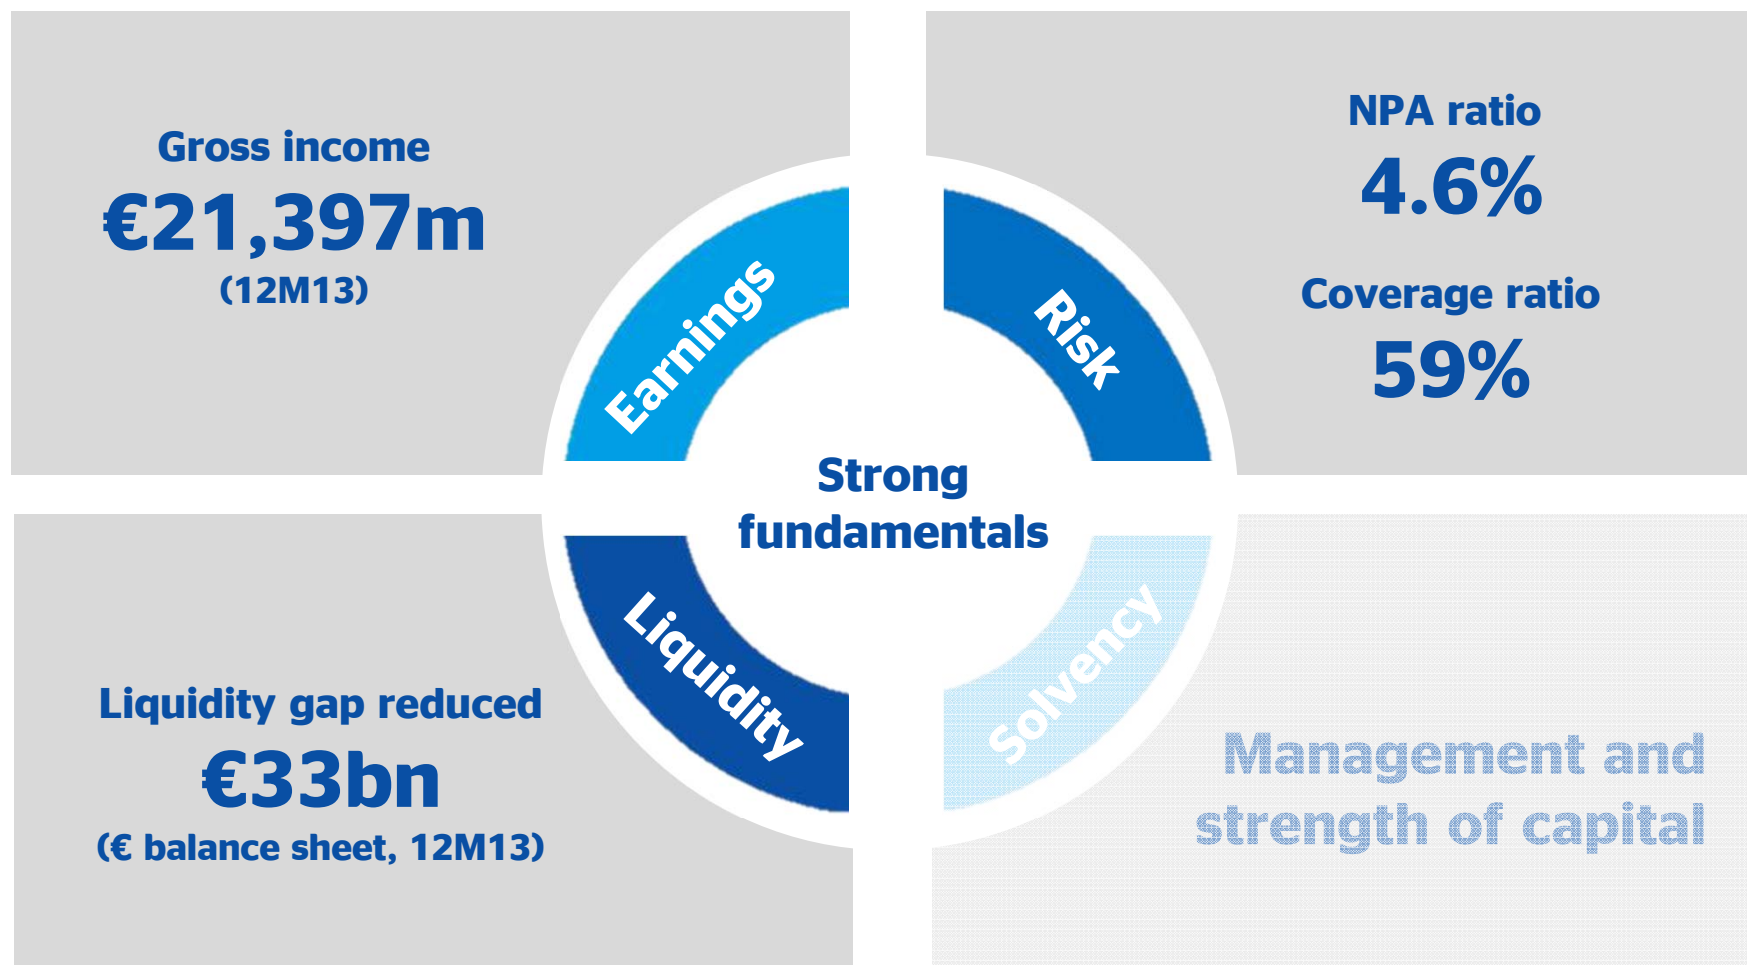 Gross income
€21,397m
(12M13)
Earnings
NPA ratio
4.6%
Coverage ratio
59%
Risk
Strong
fundamentals
Liquidity gap reduced
€33bn
(€ balance sheet, 12M13)
Liquidity
Solvency
Management and
strength of capital